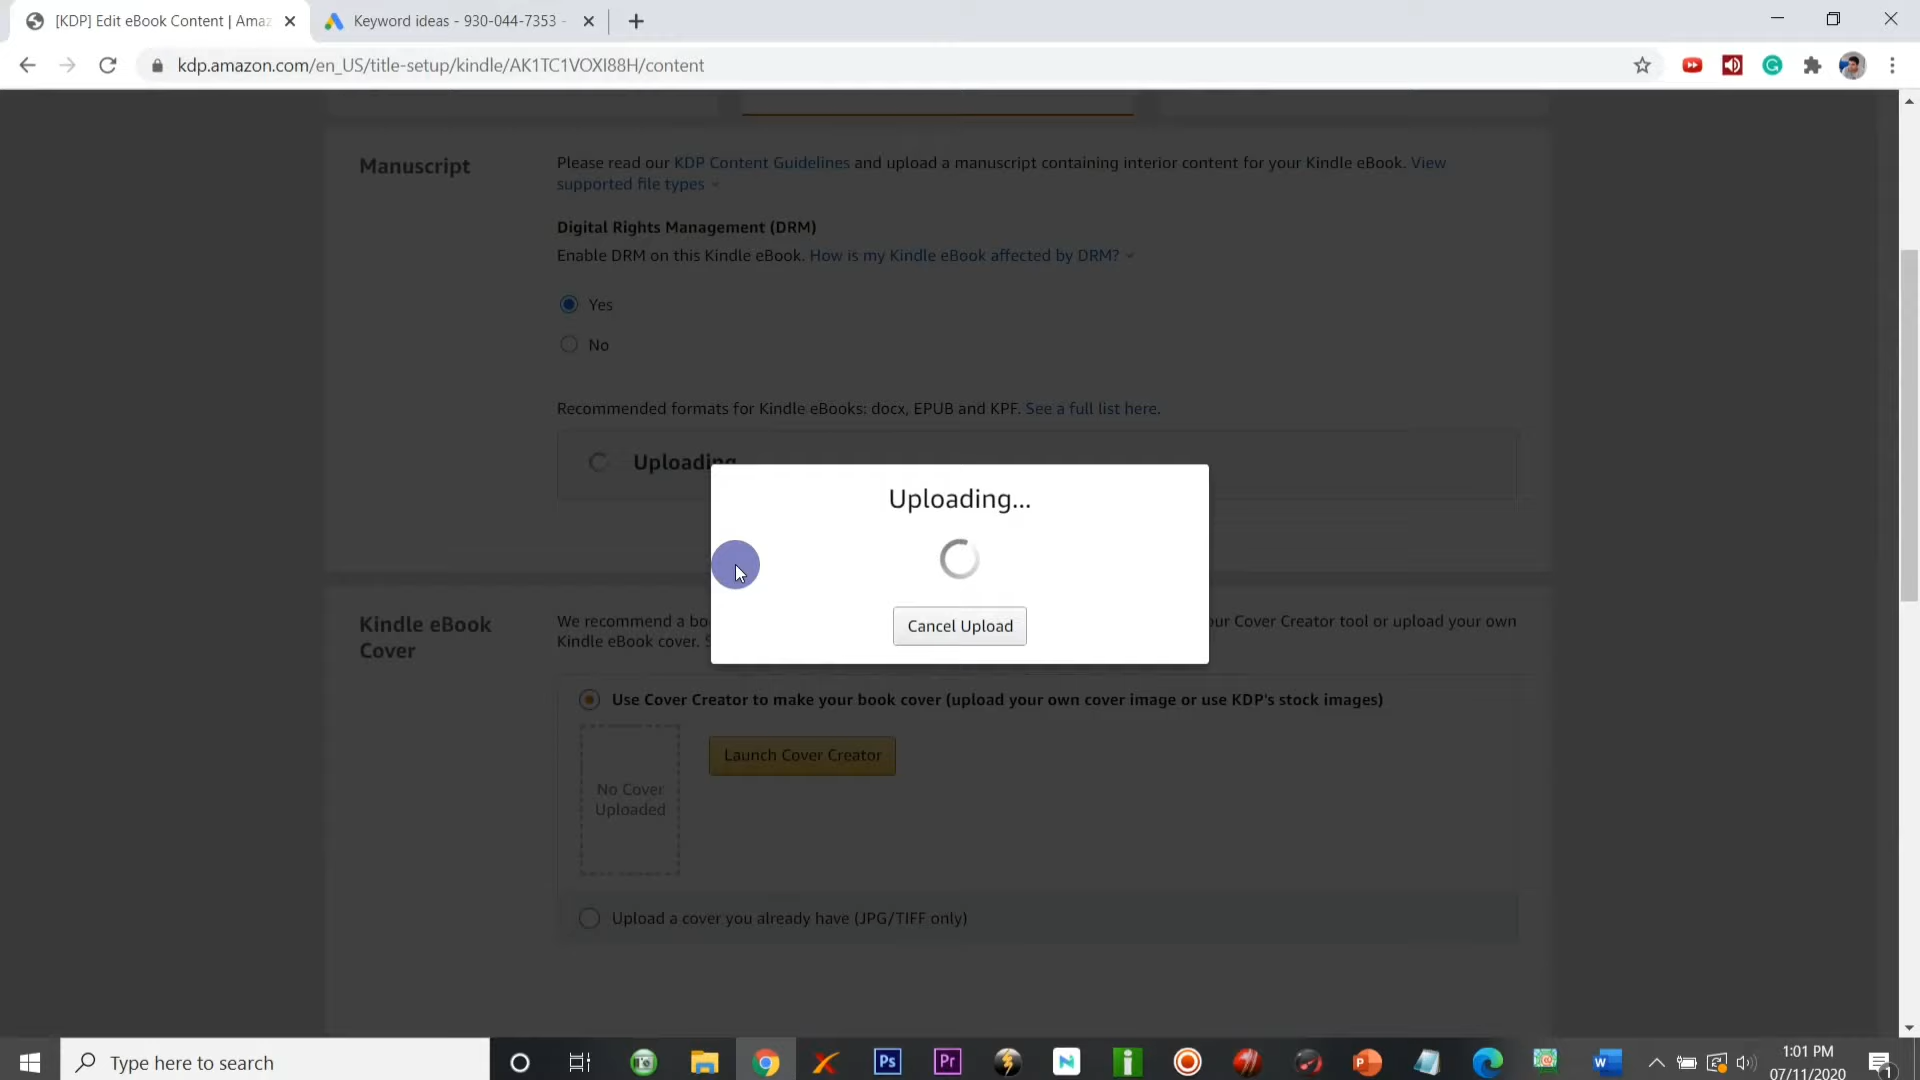 [KDP] Edit eBook Content | Amaz
Keyword ideas - 930-044-7353 -
kdp.amazon.com/en_US/title-setup/kindle/AK1TC1VOXI88H/content
Manuscript
Please read our KDP Content Guidelines and upload a manuscript containing interior content for your Kindle eBook. View
supported file types
Digital Rights Management (DRM)
Enable DRM on this Kindle eBook. How is my Kindle eBook affected by DRM?
Yes
No
Recommended formats for Kindle eBooks: docx, EPUB and KPF. See a full list here.
Uploading
Uploading...
Cancel Upload
Kindle eBook
Cover
We recommend a bo
our Cover Creator tool or upload your own
Kindle eBook cover.
Use Cover Creator to make your book cover (upload your own cover image or use KDP's stock images)
No Cover
Uploaded
Launch Cover Creator
Upload a cover you already have (JPG/TIFF only)
Type here to search
Ps
Pr
1:01 PM
07/11/2020
1